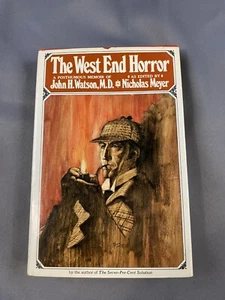 The West End Horror
A POSTHUMOUS MEMOIR OF
John H. Watson, M.D.
AS EDITED BY
Nicholas Meyer
by the author of The Seven-Per-Cent Solution